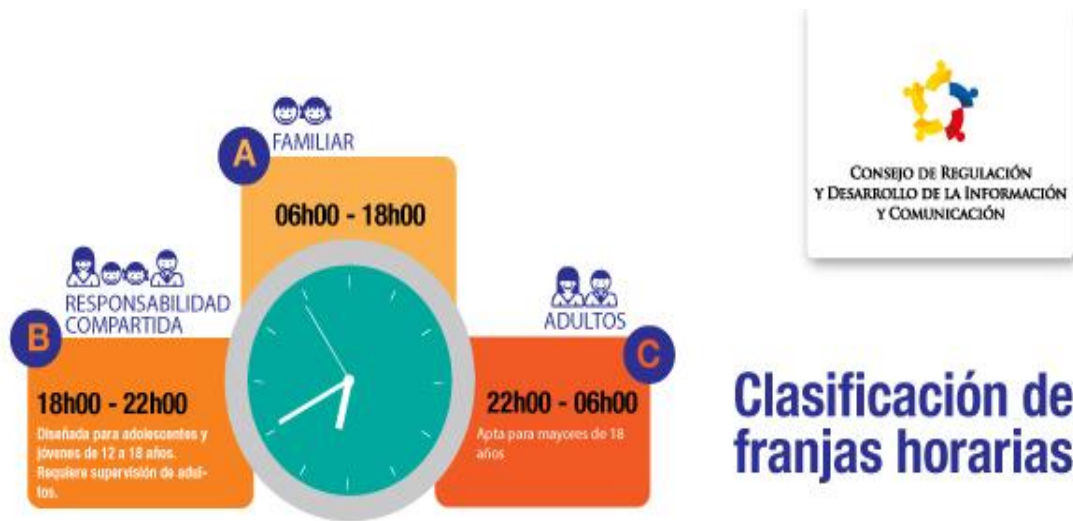 A
FAMILIAR
06h00 - 18h00
RESPONSABILIDAD
COMPARTIDA
B
18h00 - 22h00
Diseñada para adolescentes y
jóvenes de 12 a 18 años.
Requiere supervisión de adul-
tos.
ADULTOS
C
22h00 - 06h00
Apta para mayores de 18
años
CONSEJO DE REGULACIÓN
Y DESARROLLO DE LA INFORMACIÓN
Y COMUNICACIÓN
Clasificación de
franjas horarias